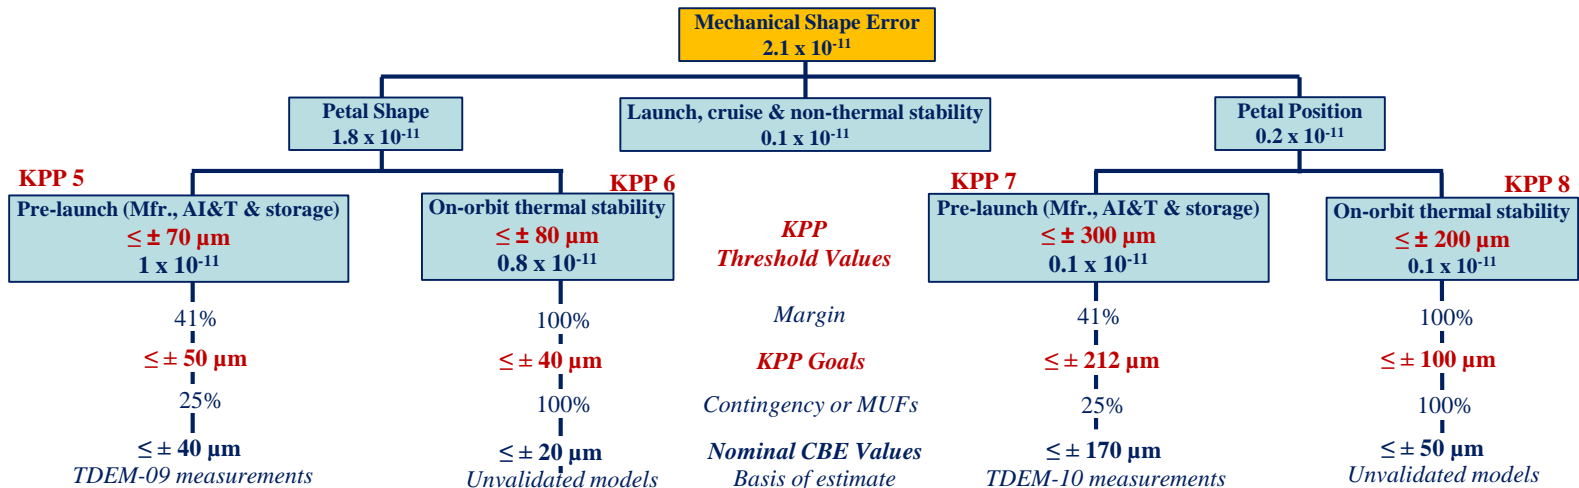 Mechanical Shape Error
2.1 x 10⁻¹¹
Petal Shape
1.8 x 10⁻¹¹
Launch, cruise & non-thermal stability
0.1 x 10⁻¹¹
Petal Position
0.2 x 10⁻¹¹
KPP 5
Pre-launch (Mfr., AI&T & storage)
≤ ± 70 µm
1 x 10⁻¹¹
KPP 6
On-orbit thermal stability
≤ ± 80 µm
0.8 x 10⁻¹¹
KPP
Threshold Values
KPP 7
Pre-launch (Mfr., AI&T & storage)
≤ ± 300 µm
0.1 x 10⁻¹¹
KPP 8
On-orbit thermal stability
≤ ± 200 µm
0.1 x 10⁻¹¹
41%
100%
Margin
41%
100%
≤ ± 50 µm
≤ ± 40 µm
KPP Goals
≤ ± 212 µm
≤ ± 100 µm
25%
100%
Contingency or MUFs
25%
100%
≤ ± 40 µm
≤ ± 20 µm
Nominal CBE Values
≤ ± 170 µm
≤ ± 50 µm
TDEM-09 measurements
Unvalidated models
Basis of estimate
TDEM-10 measurements
Unvalidated models